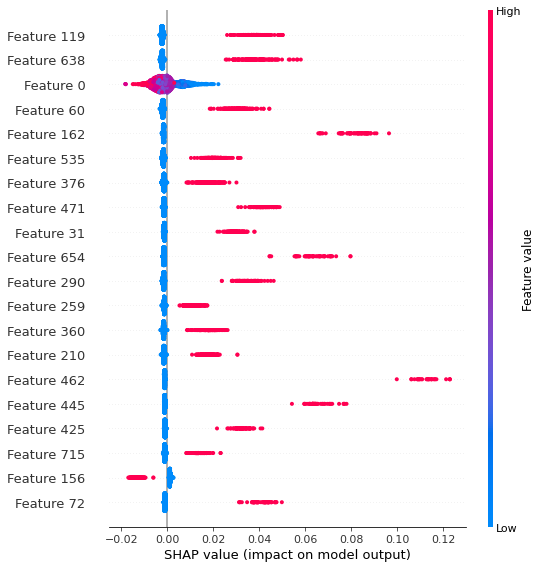 High
Feature 119
Feature 638
Feature 0
Feature 60
Feature 162
Feature 535
Feature 376
Feature 471
Feature 31
Feature 654
Feature 290
Feature 259
Feature 360
Feature 210
Feature 462
Feature 445
Feature 425
Feature 715
Feature 156
Feature 72
Feature value
Low
−0.02 0.00 0.02 0.04 0.06 0.08 0.10 0.12
SHAP value (impact on model output)